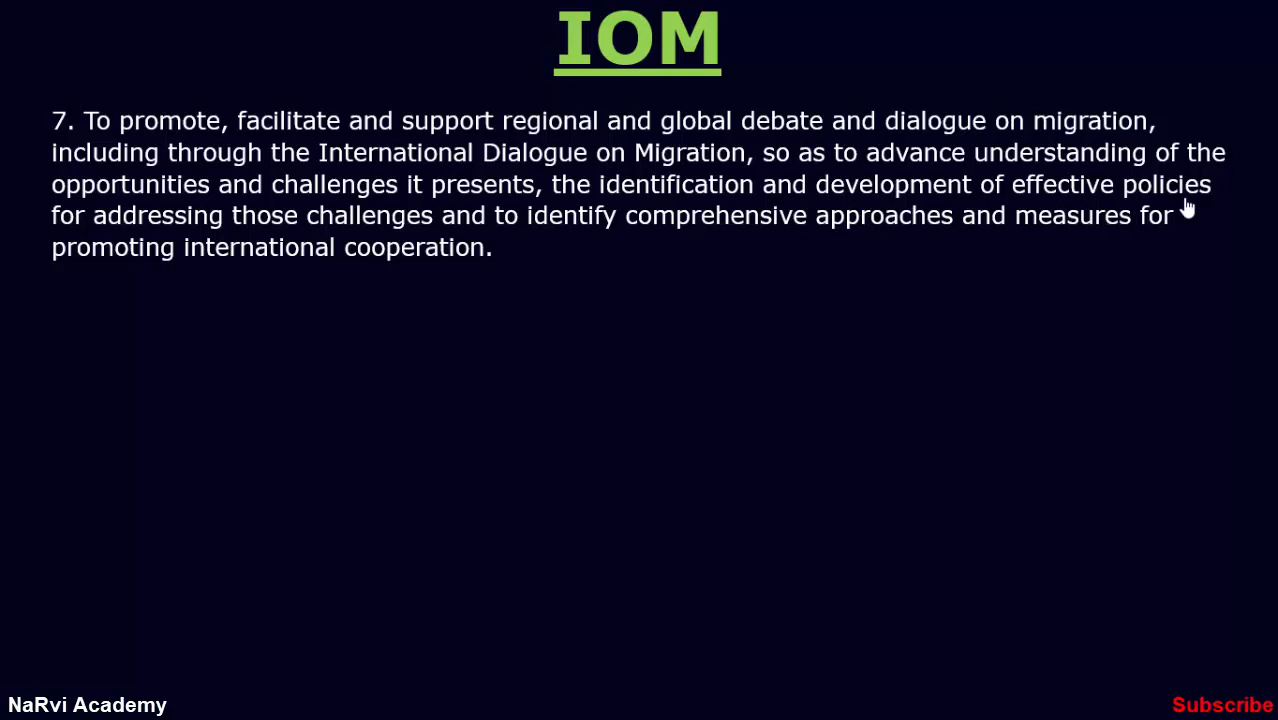 IOM
7. To promote, facilitate and support regional and global debate and dialogue on migration,
including through the International Dialogue on Migration, so as to advance understanding of the
opportunities and challenges it presents, the identification and development of effective policies
for addressing those challenges and to identify comprehensive approaches and measures for
promoting international cooperation.
NaRvi Academy
Subscribe